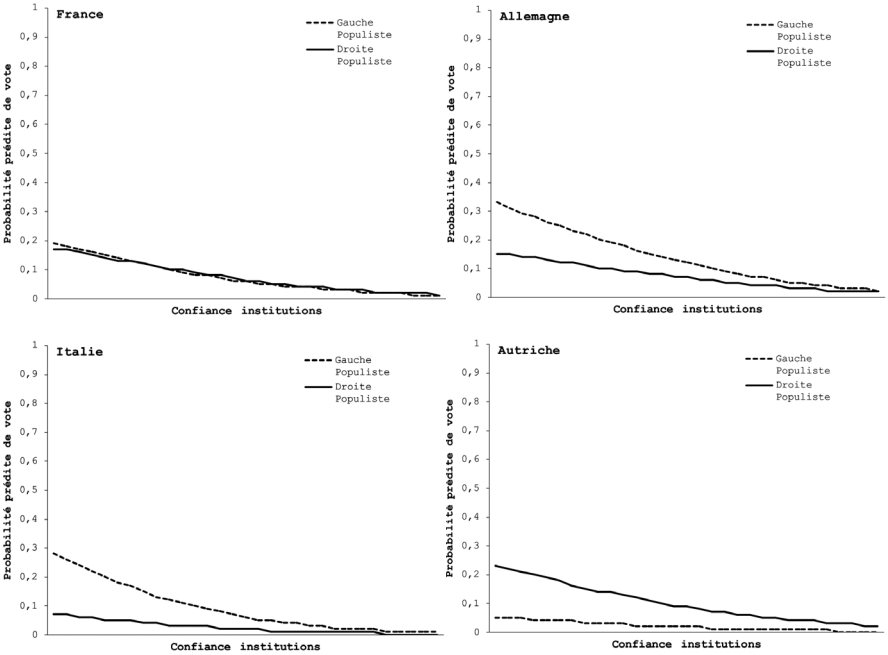 France
Gauche
Populiste
Droite
Populiste
Probabilité prédite de vote
1
0,9
0,8
0,7
0,6
0,5
0,4
0,3
0,2
0,1
0
Confiance institutions
Allemagne
Gauche
Populiste
Droite
Populiste
Probabilité prédite de vote
1
0,9
0,8
0,7
0,6
0,5
0,4
0,3
0,2
0,1
0
Confiance institutions
Italie
Gauche
Populiste
Droite
Populiste
Probabilité prédite de vote
1
0,9
0,8
0,7
0,6
0,5
0,4
0,3
0,2
0,1
0
Confiance institutions
Autriche
Gauche
Populiste
Droite
Populiste
Probabilité prédite de vote
1
0,9
0,8
0,7
0,6
0,5
0,4
0,3
0,2
0,1
0
Confiance institutions